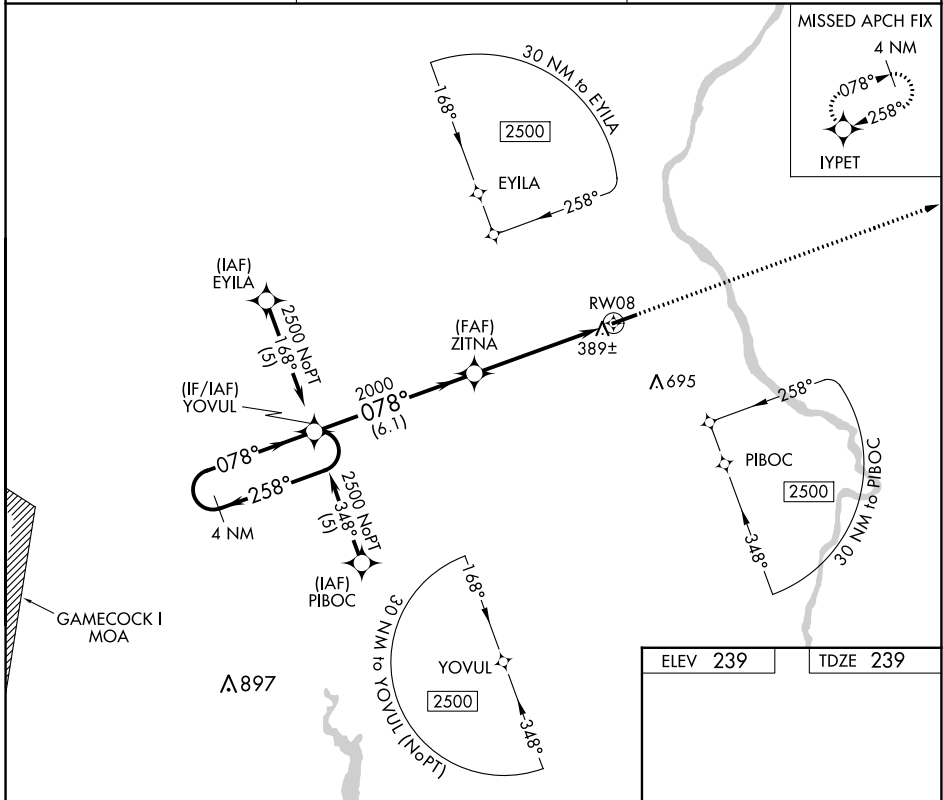 MISSED APCH FIX
4 NM
078°
258°
IYPET
30 NM to EYILA
168°
2500
EYILA
258°
(IAF)
EYILA
2500 NoPT
168°
(5)
(IF/IAF)
YOVUL
(FAF)
ZITNA
RW08
389±
2000
078°
(6.1)
695
078°
258°
4 NM
2500 NoPT
348°
(5)
(IAF)
PIBOC
258°
PIBOC
2500
348°
30 NM to PIBOC
GAMECOCK I
MOA
897
168°
30 NM to YOVUL (NoPT)
YOVUL
2500
348°
ELEV 239
TDZE 239